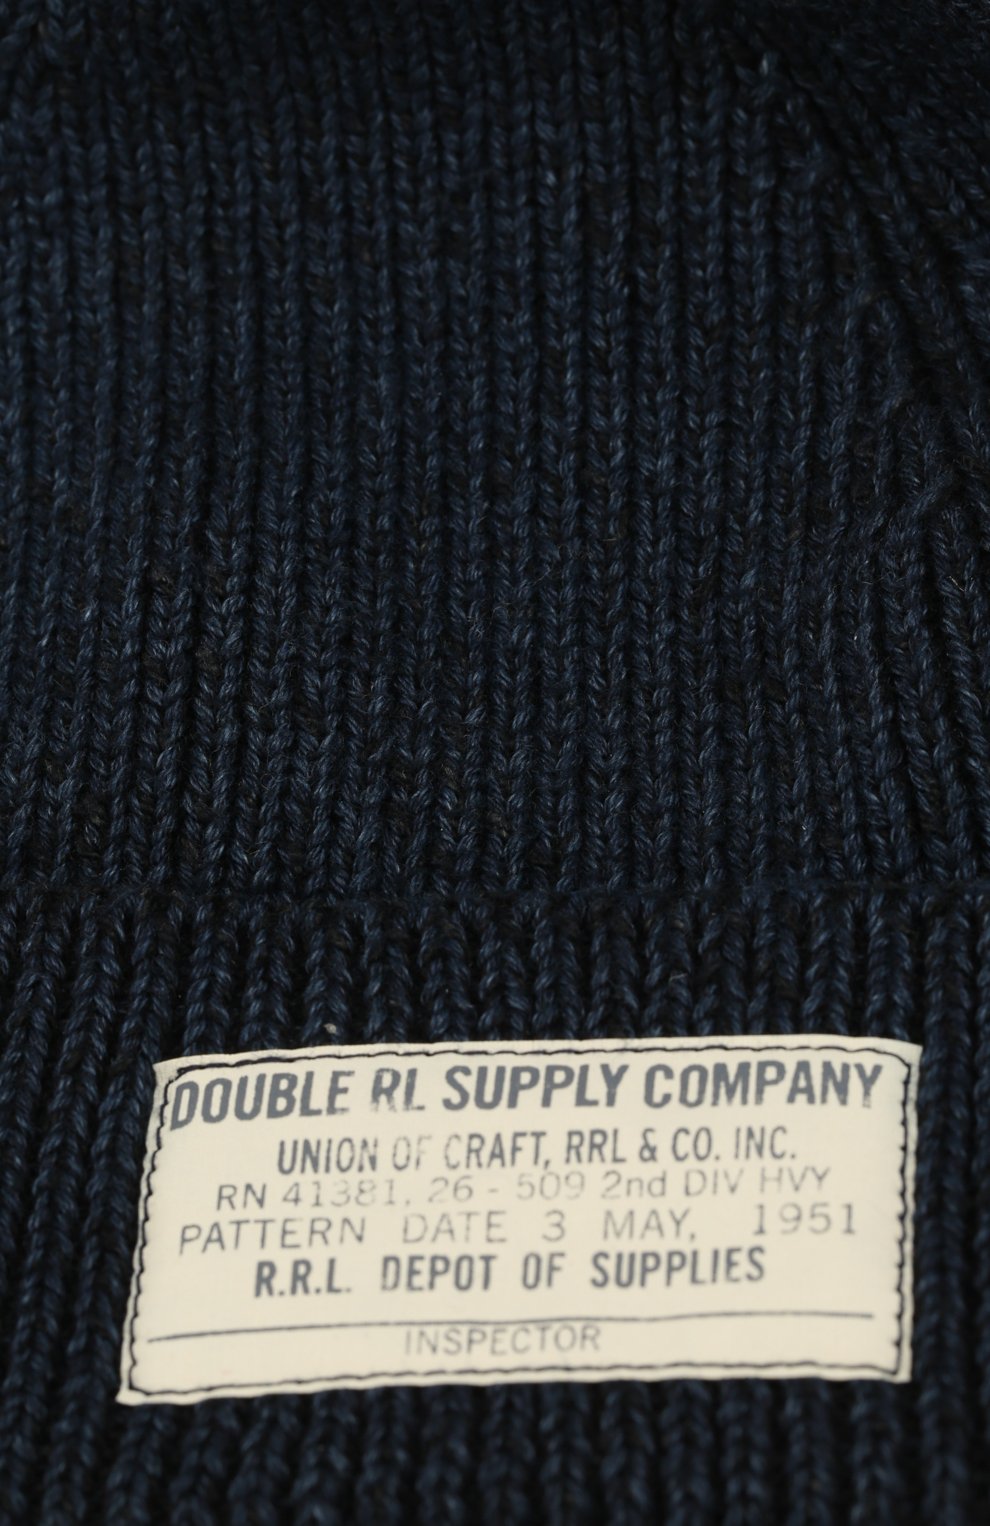 DOUBLE RL SUPPLY COMPANY
UNION OF CRAFT, RRL & CO. INC.
RN 41381, 26 - 509 2nd DIV HVY
PATTERN DATE 3 MAY, 1951
R.R.L. DEPOT OF SUPPLIES
INSPECTOR